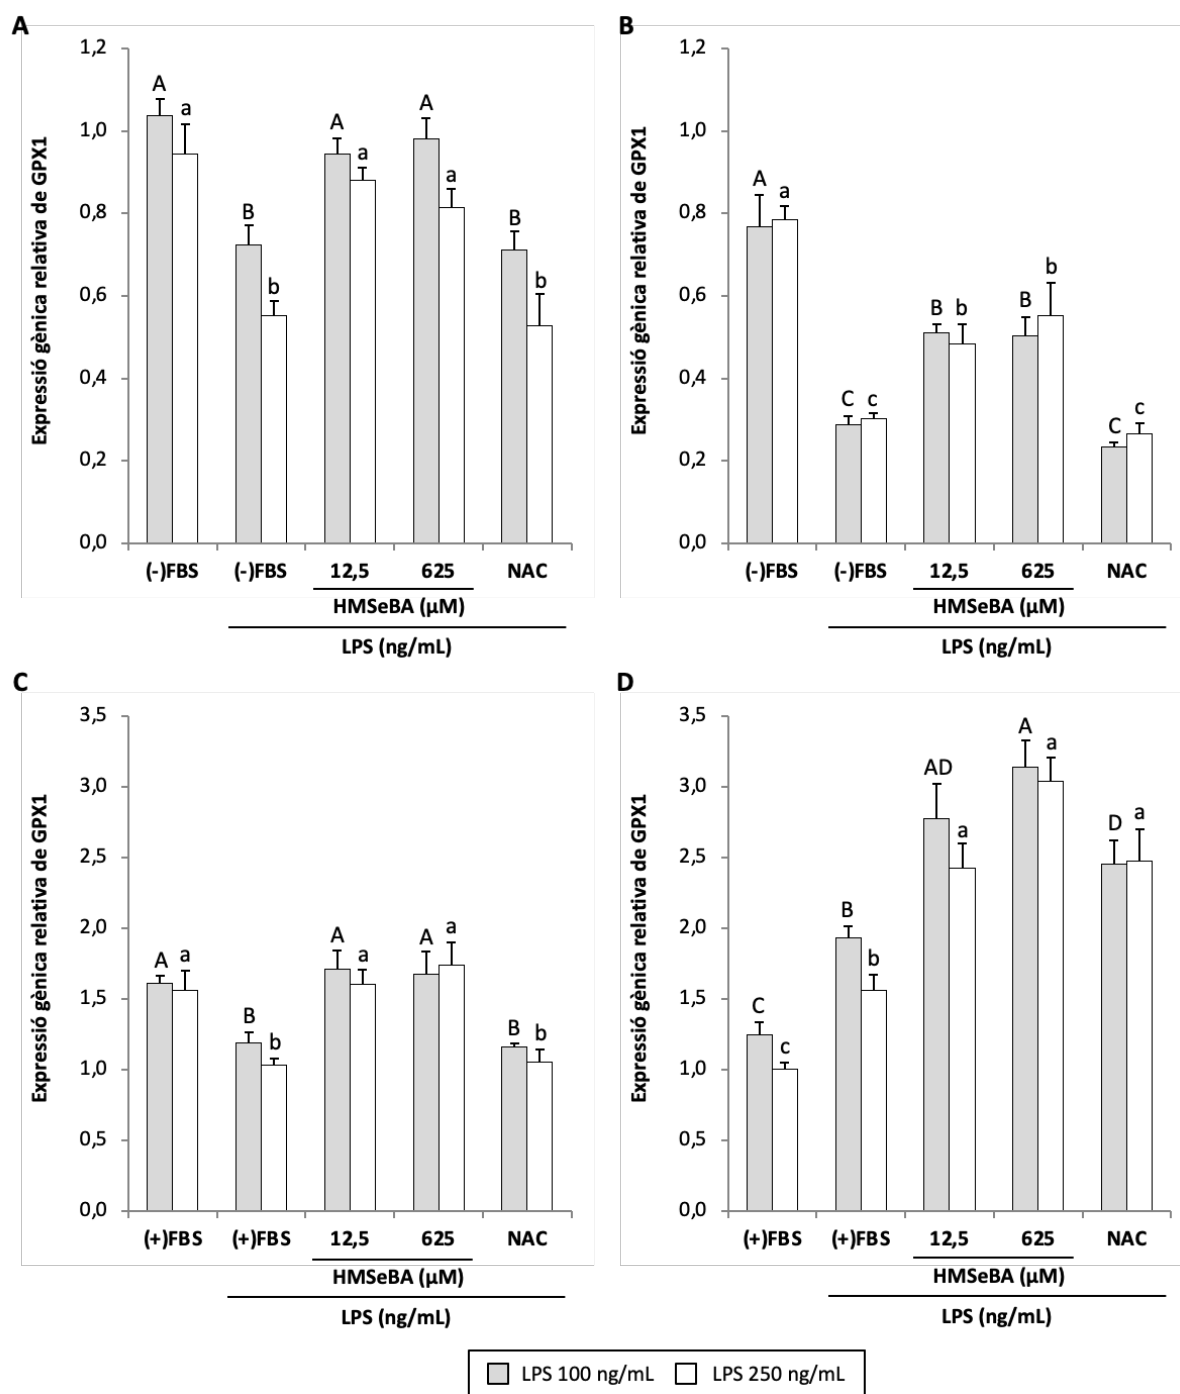 A
Expressió gènica relativa de GPX1
1,2
1,0
0,8
0,6
0,4
0,2
0,0
A
a
B
b
A
a
A
a
B
b
(-)FBS
(-)FBS
12,5
625
NAC
HMSeBA (µM)
LPS (ng/mL)
B
Expressió gènica relativa de GPX1
1,2
1,0
0,8
0,6
0,4
0,2
0,0
A
a
C
c
B
b
B
b
C
c
(-)FBS
(-)FBS
12,5
625
NAC
HMSeBA (µM)
LPS (ng/mL)
C
Expressió gènica relativa de GPX1
3,5
3,0
2,5
2,0
1,5
1,0
0,5
0,0
A
a
B
b
A
a
A
a
B
b
(+)FBS
(+)FBS
12,5
625
NAC
HMSeBA (µM)
LPS (ng/mL)
D
Expressió gènica relativa de GPX1
3,5
3,0
2,5
2,0
1,5
1,0
0,5
0,0
C
c
B
b
AD
a
A
a
D
a
(+)FBS
(+)FBS
12,5
625
NAC
HMSeBA (µM)
LPS (ng/mL)
LPS 100 ng/mL
LPS 250 ng/mL